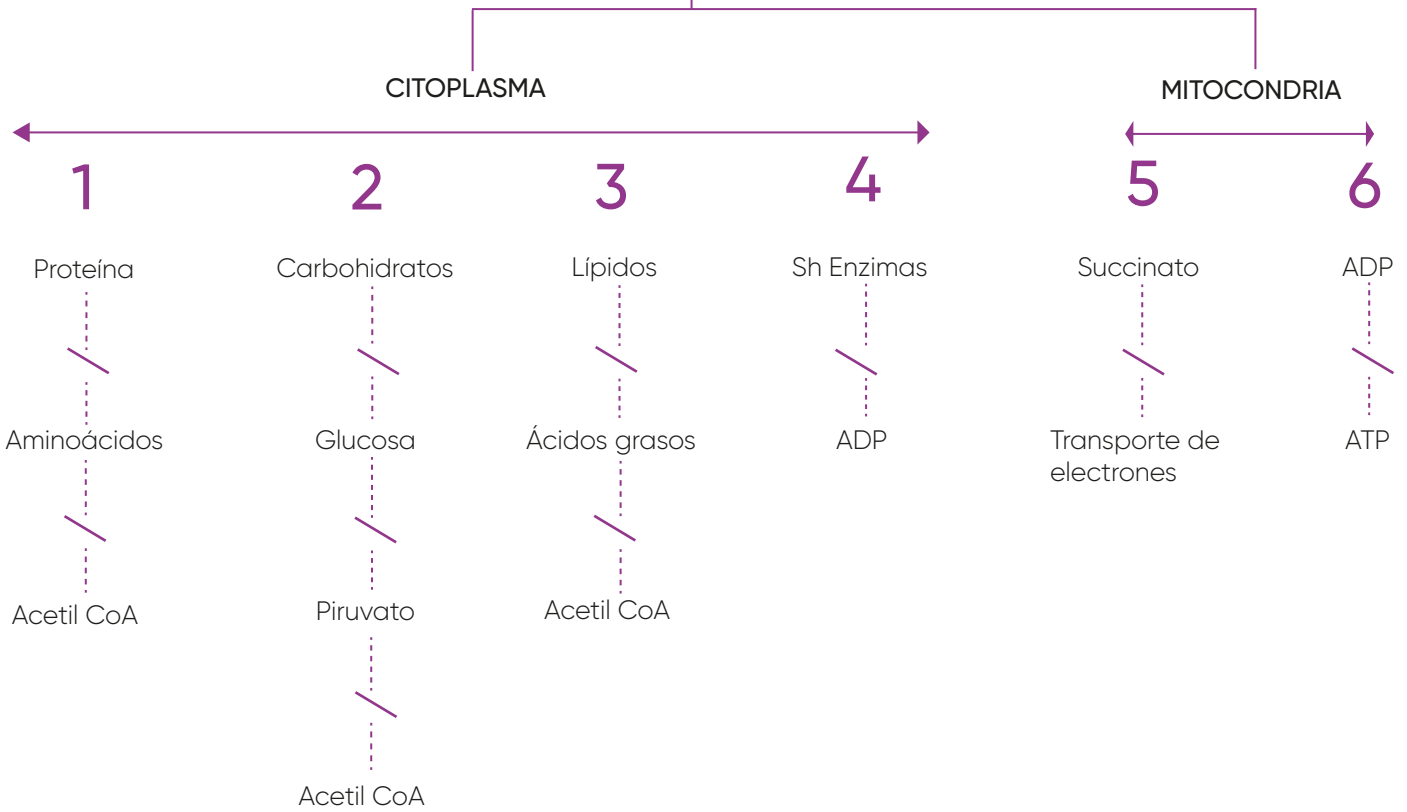 CITOPLASMA
MITOCONDRIA
1
2
3
4
5
6
Proteína
Carbohidratos
Lípidos
Sh Enzimas
Succinato
ADP
Aminoácidos
Glucosa
Ácidos grasos
ADP
Transporte de
electrones
ATP
Acetil CoA
Piruvato
Acetil CoA
Acetil CoA